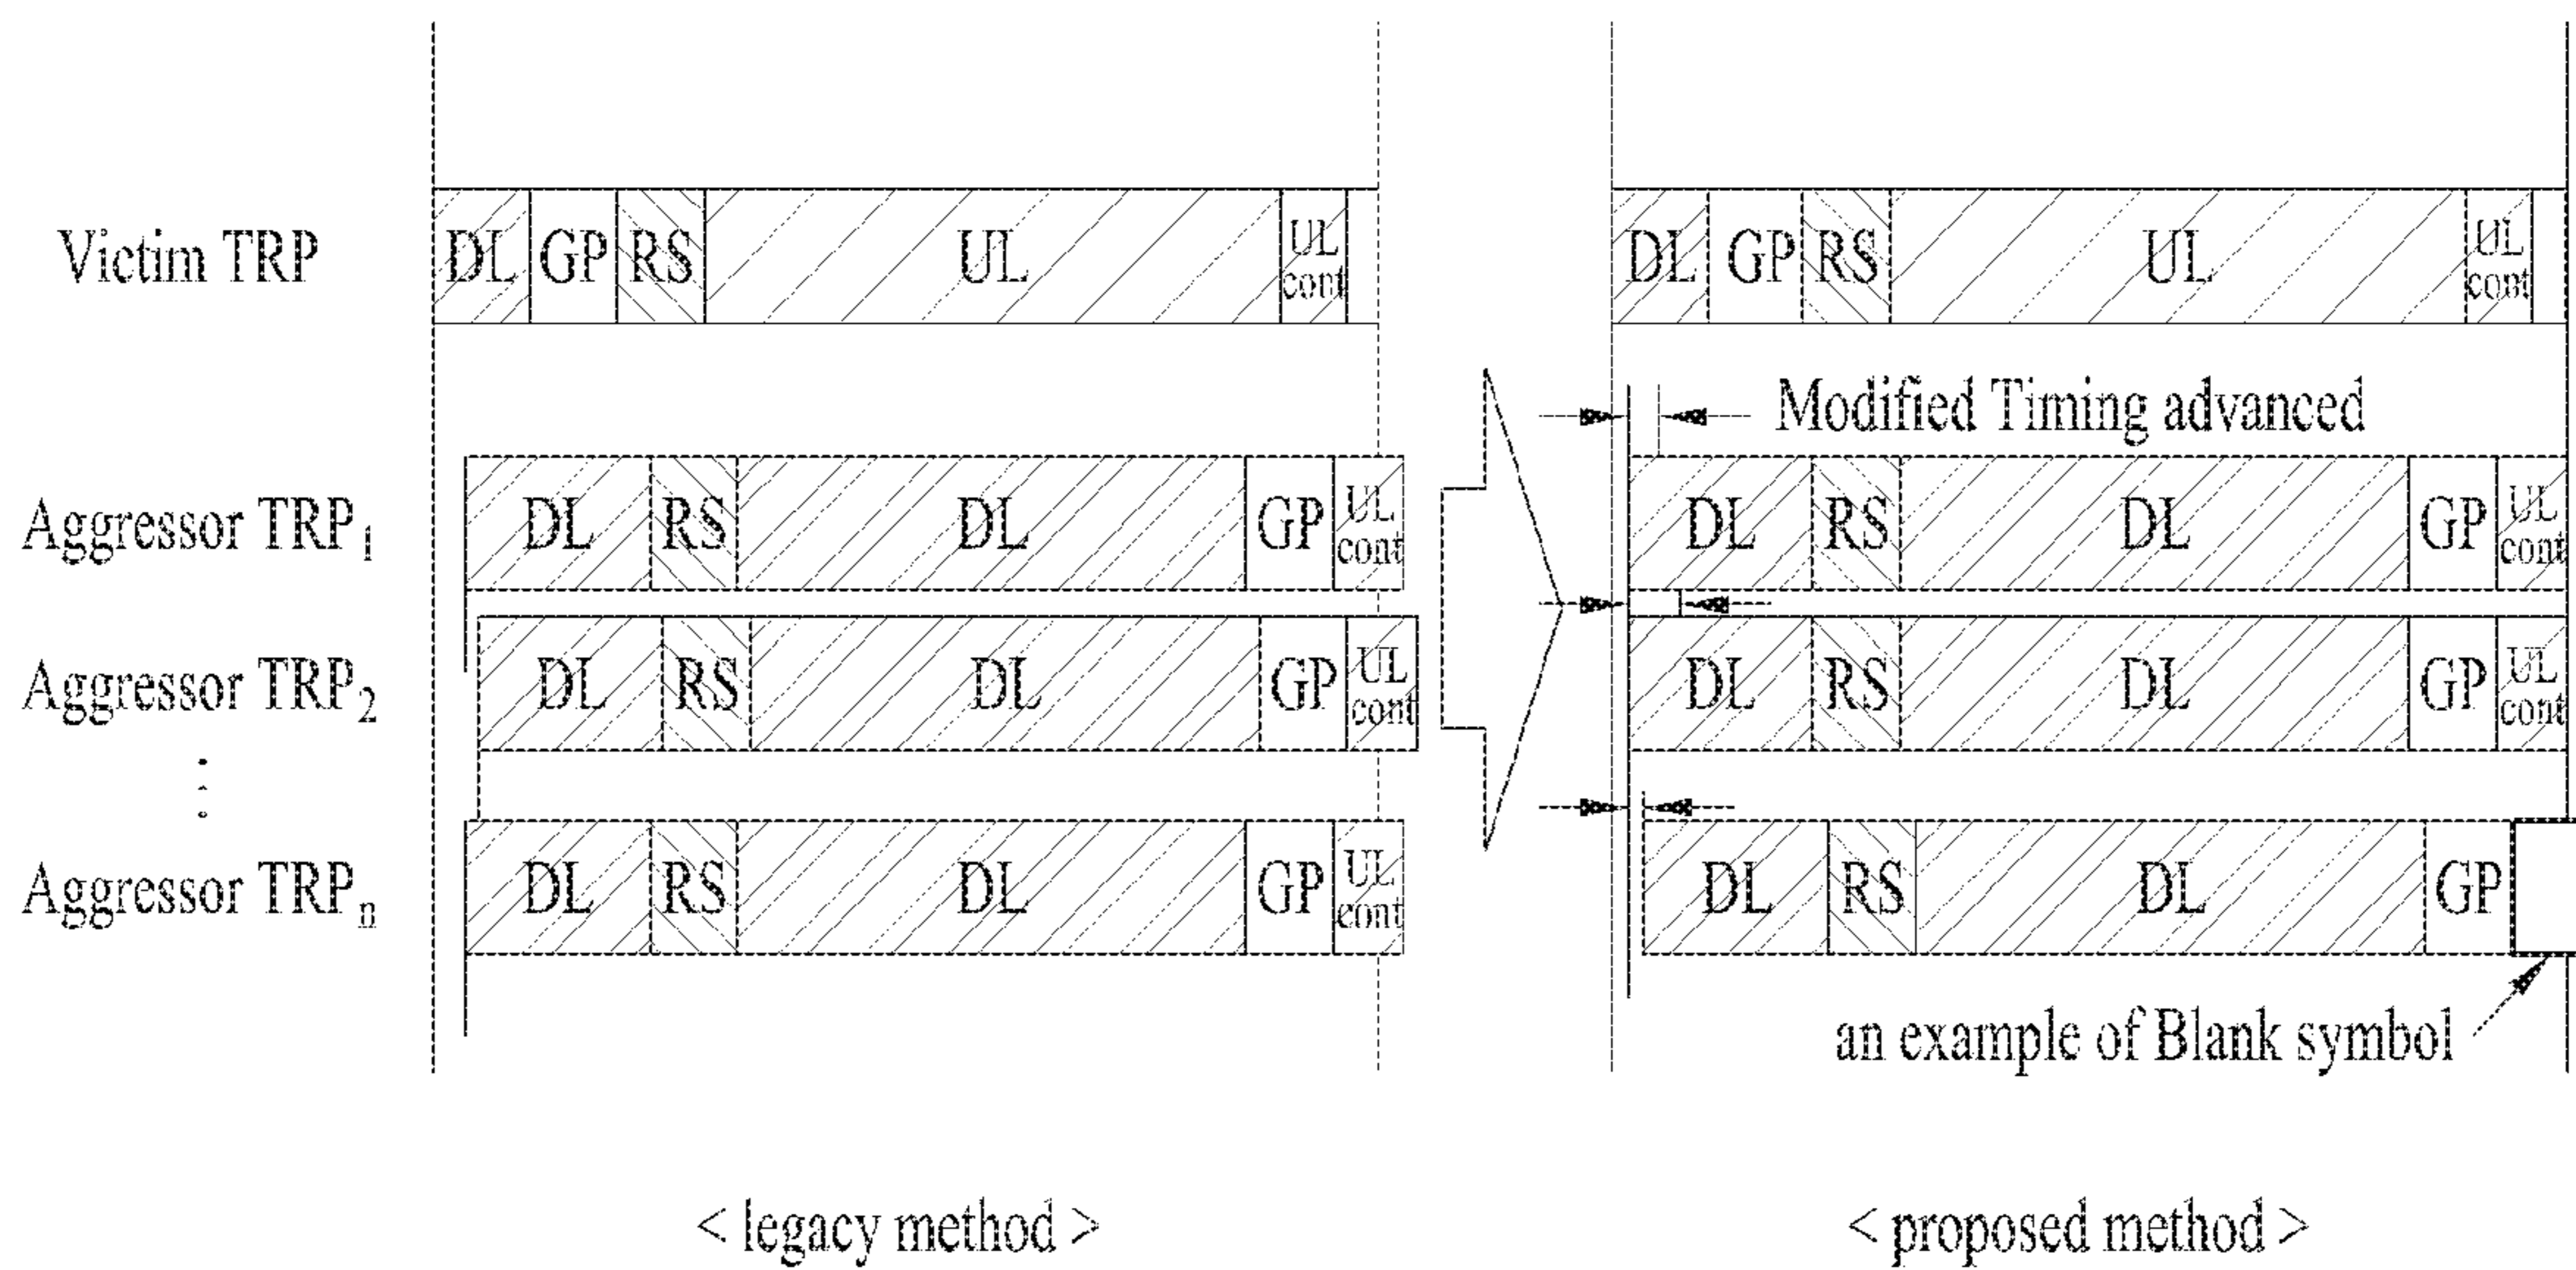 Victim TRP DL GP RS UL UL cont DL GP RS UL UL cont
Modified Timing advanced
Aggressor TRP1 DL RS DL GP UL cont DL RS DL GP UL cont
Aggressor TRP2 DL RS DL GP UL cont DL RS DL GP UL cont
Aggressor TRPn DL RS DL GP UL cont DL RS DL GP
an example of Blank symbol
< legacy method > < proposed method >